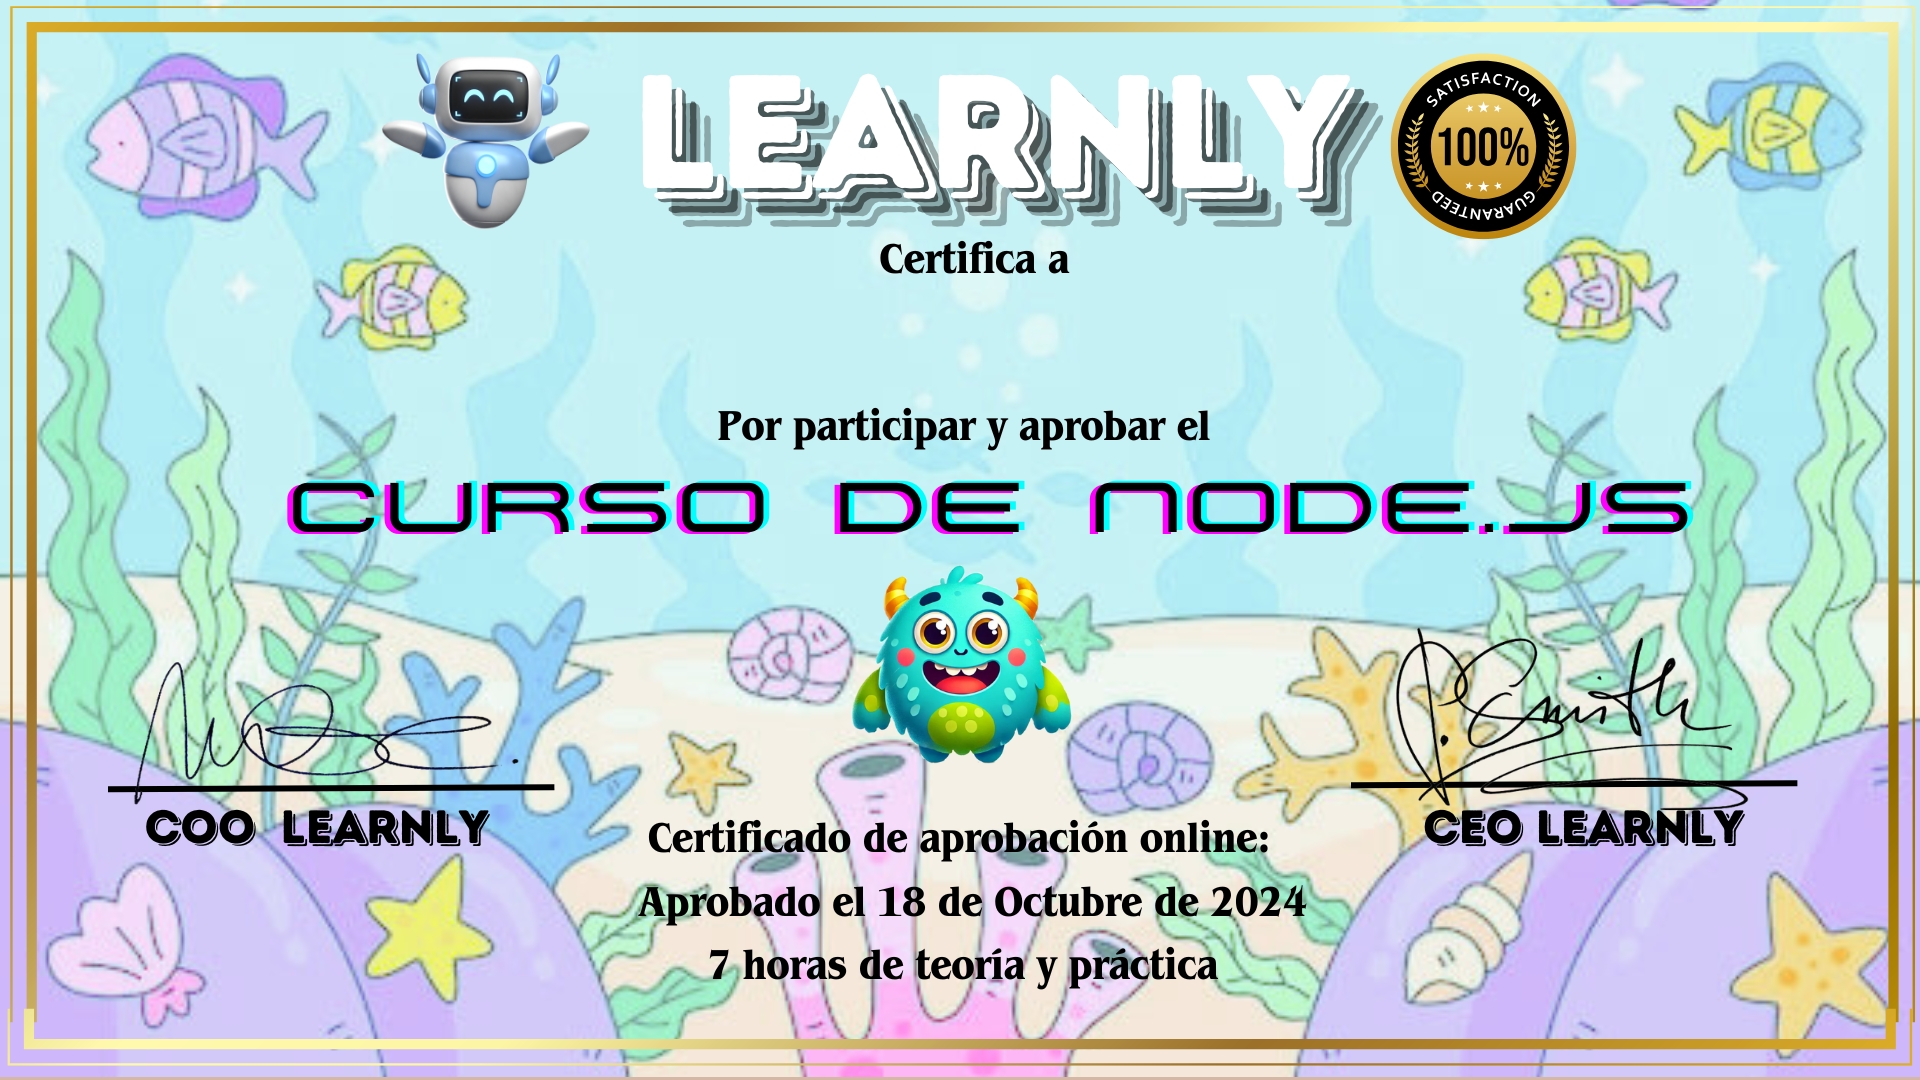 LEARNLY
SATISFACTION
100%
GUARANTEED
Certifica a
Por participar y aprobar el
CURSO DE NODE.JS
P. Smith
COO LEARNLY
CEO LEARNLY
Certificado de aprobación online:
Aprobado el 18 de Octubre de 2024
7 horas de teoría y práctica